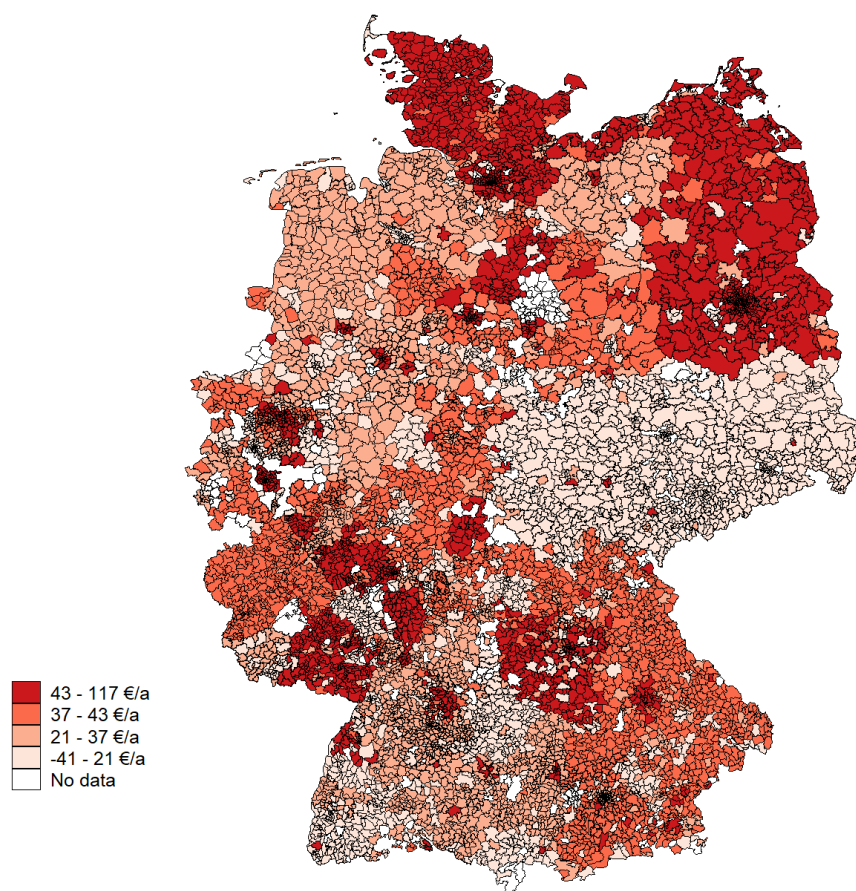 43 - 117 €/a
37 - 43 €/a
21 - 37 €/a
-41 - 21 €/a
No data